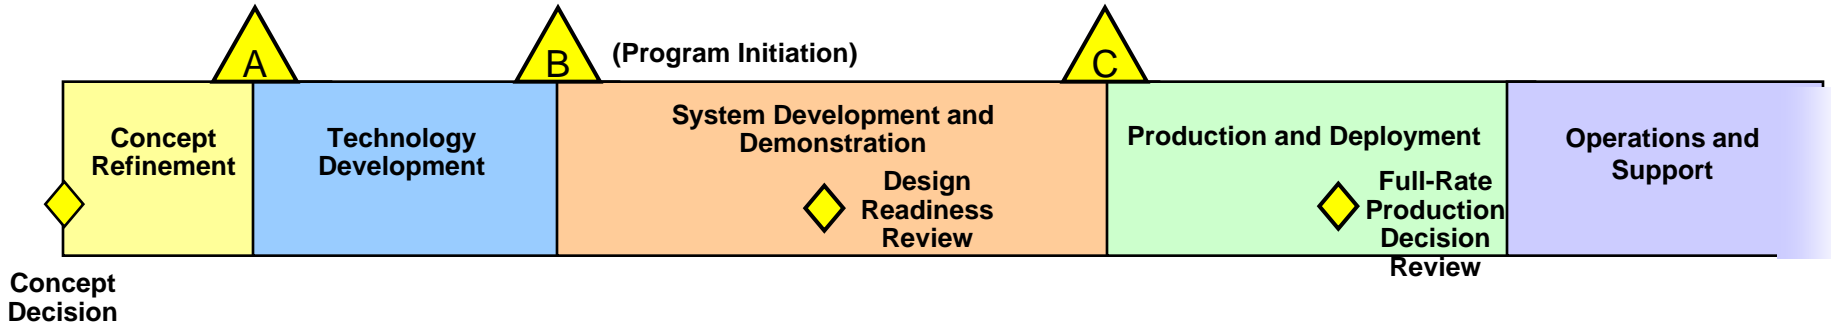 A
B
(Program Initiation)
C
Concept
Refinement
Technology
Development
System Development and
Demonstration
Design
Readiness
Review
Production and Deployment
Full-Rate
Production
Decision
Review
Operations and
Support
Concept
Decision